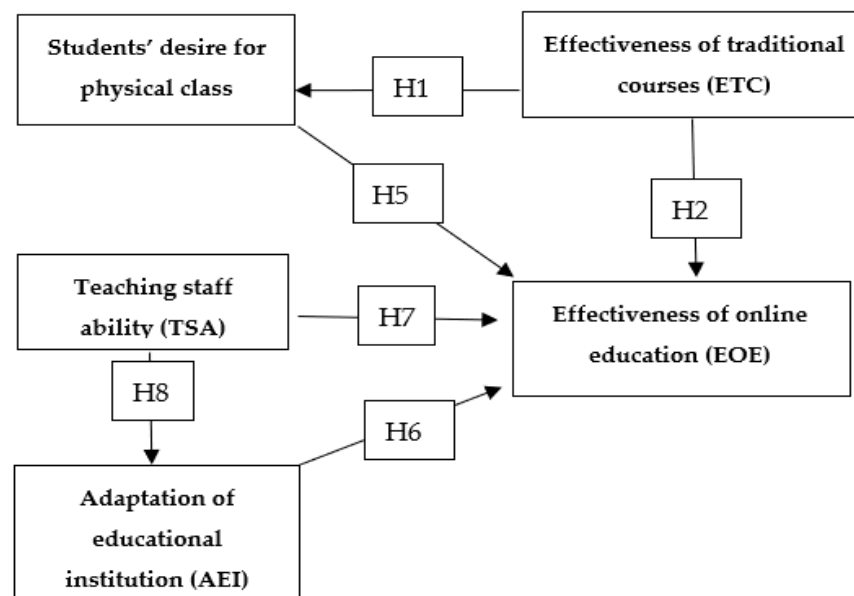 Students’ desire for
physical class
H1
Effectiveness of traditional
courses (ETC)
H5
H2
Teaching staff
ability (TSA)
H7
Effectiveness of online
education (EOE)
H8
H6
Adaptation of
educational
institution (AEI)